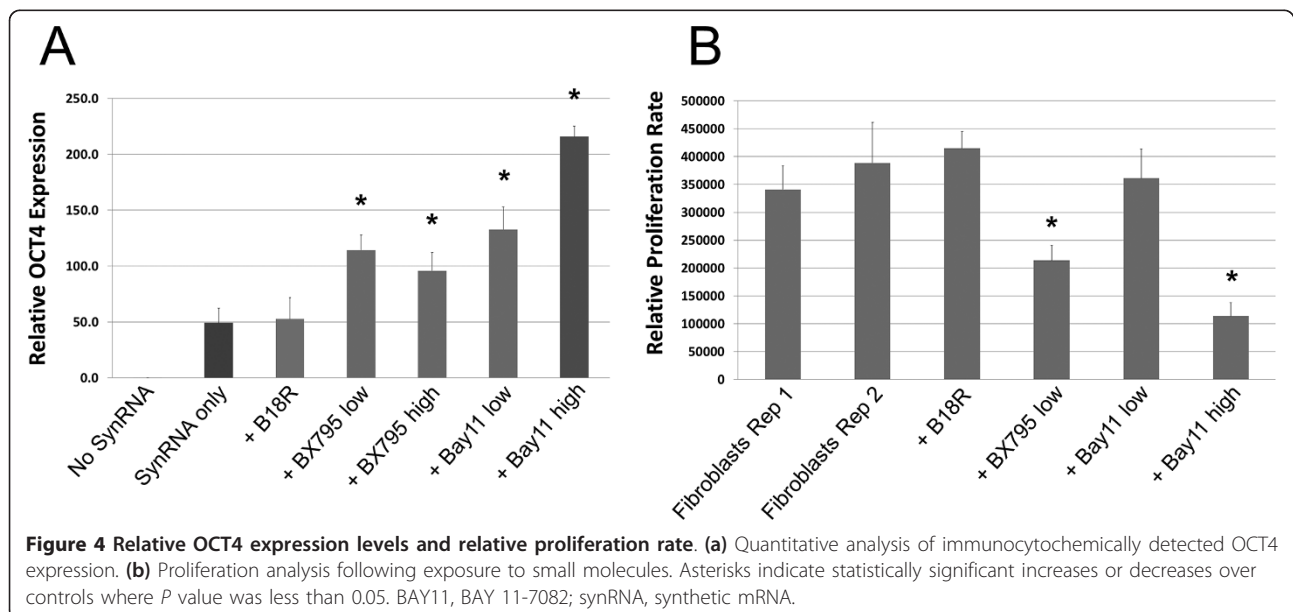 A
Relative OCT4 Expression
250.0
200.0
150.0
100.0
50.0
0.0
*
*
*
*
No SynRNA
SynRNA only
+ B18R
+ BX795 low
+ BX795 high
+ Bay11 low
+ Bay11 high
B
Relative Proliferation Rate
500000
450000
400000
350000
300000
250000
200000
150000
100000
50000
0
*
*
Fibroblasts Rep 1
Fibroblasts Rep 2
+ B18R
+ BX795 low
+ Bay11 low
+ Bay11 high
Figure 4 Relative OCT4 expression levels and relative proliferation rate. (a) Quantitative analysis of immunocytochemically detected OCT4
expression. (b) Proliferation analysis following exposure to small molecules. Asterisks indicate statistically significant increases or decreases over
controls where P value was less than 0.05. BAY11, BAY 11-7082; synRNA, synthetic mRNA.